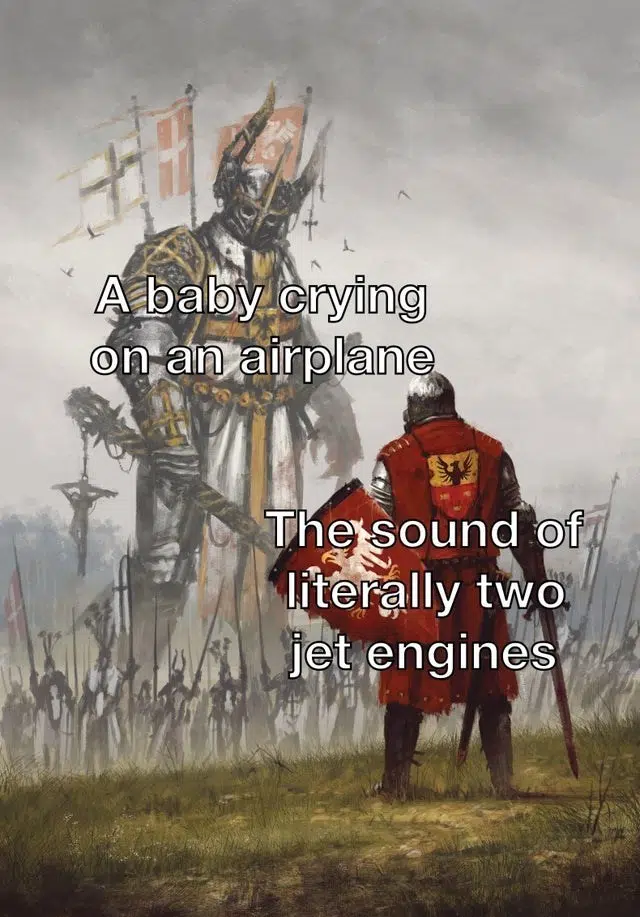 A baby crying
on an airplane
The sound of
literally two
jet engines